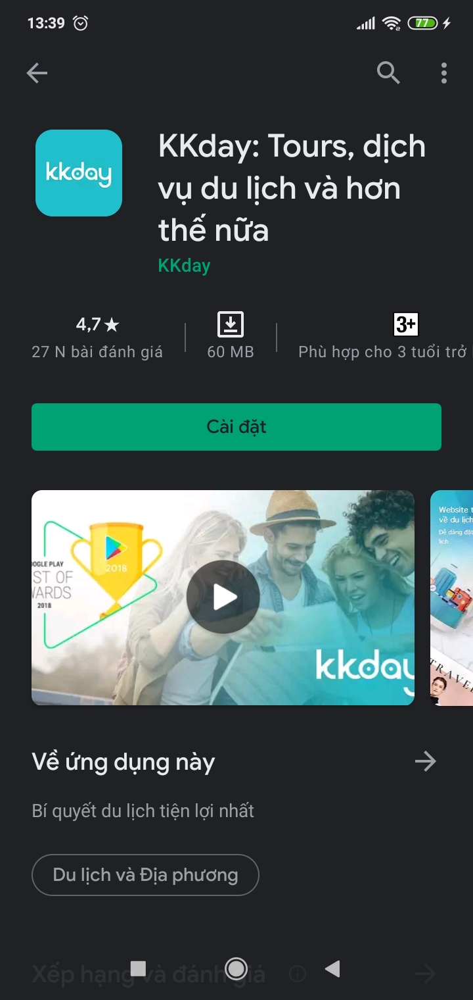 13:39
77
kkday
KKday: Tours, dịch
vụ du lịch và hơn
thế nữa
KKday
4,7★
27 N bài đánh giá
60 MB
3+
Phù hợp cho 3 tuổi trở
Cài đặt
OGLE PLAY
ST OF
WARDS
2018
2018
kkday
Website t
về du lịch
Dễ dàng đặt
lịch
TRAVE
Về ứng dụng này
Bí quyết du lịch tiện lợi nhất
Du lịch và Địa phương
Xếp hạng và đánh giá